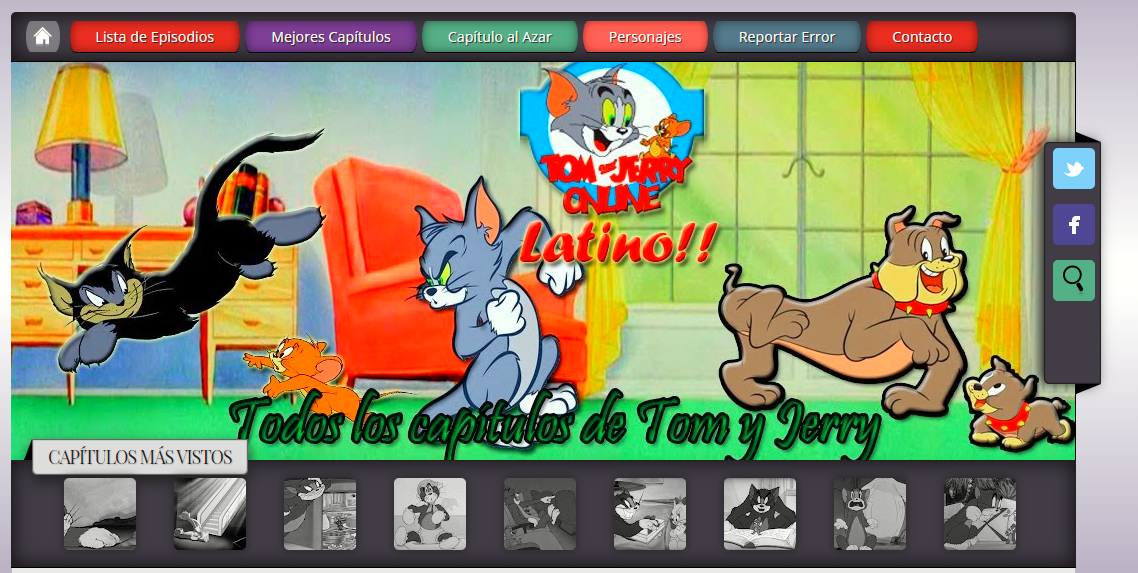 Lista de Episodios
Mejores Capítulos
Capítulo al Azar
Personajes
Reportar Error
Contacto
TOM and JERRY
ONLINE
Latino!!
Todos los capítulos de Tom y Jerry
CAPÍTULOS MÁS VISTOS